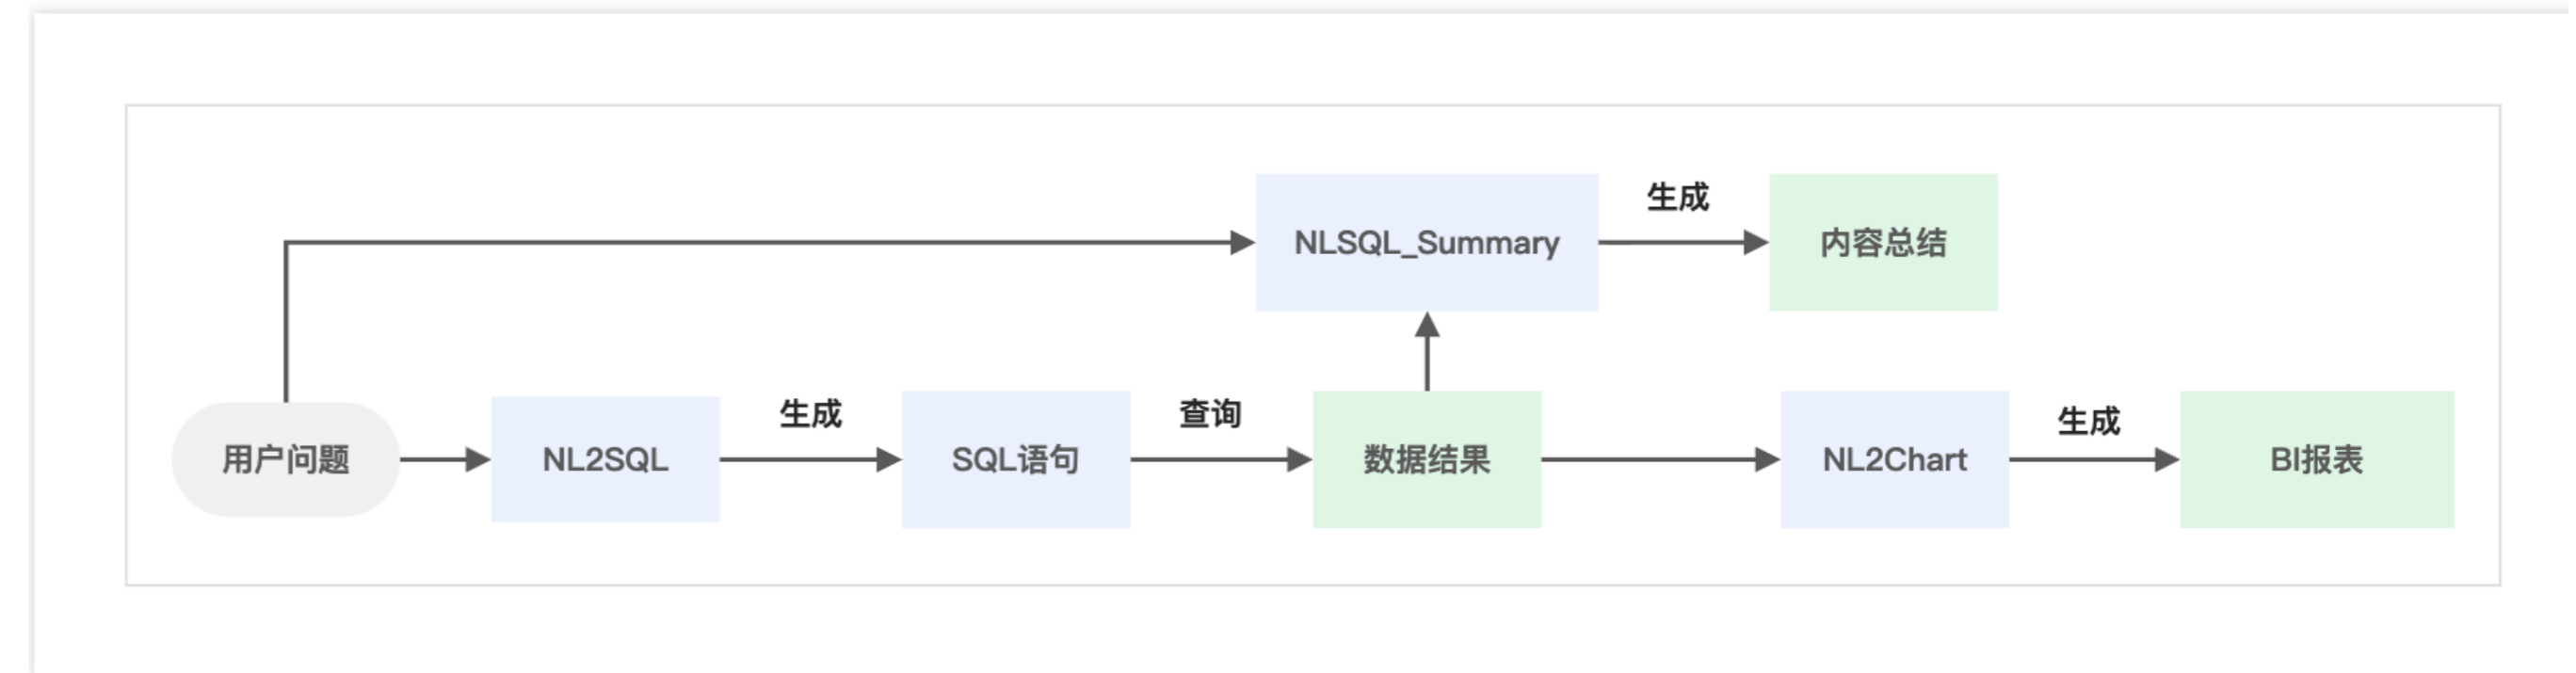 NLSQL_Summary
生成
内容总结
用户问题
NL2SQL
生成
SQL语句
查询
数据结果
NL2Chart
生成
BI报表